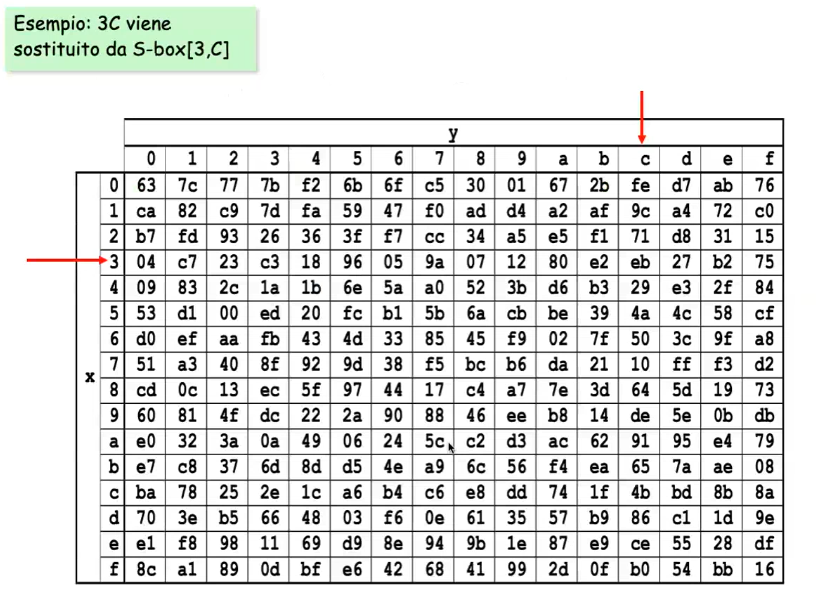 Esempio: 3C viene
sostituito da S-box[3,C]
y
0 1 2 3 4 5 6 7 8 9 a b c d e f
0 63 7c 77 7b f2 6b 6f c5 30 01 67 2b fe d7 ab 76
1 ca 82 c9 7d fa 59 47 f0 ad d4 a2 af 9c a4 72 c0
2 b7 fd 93 26 36 3f f7 cc 34 a5 e5 f1 71 d8 31 15
3 04 c7 23 c3 18 96 05 9a 07 12 80 e2 eb 27 b2 75
4 09 83 2c 1a 1b 6e 5a a0 52 3b d6 b3 29 e3 2f 84
5 53 d1 00 ed 20 fc b1 5b 6a cb be 39 4a 4c 58 cf
6 d0 ef aa fb 43 4d 33 85 45 f9 02 7f 50 3c 9f a8
7 51 a3 40 8f 92 9d 38 f5 bc b6 da 21 10 ff f3 d2
x
8 cd 0c 13 ec 5f 97 44 17 c4 a7 7e 3d 64 5d 19 73
9 60 81 4f dc 22 2a 90 88 46 ee b8 14 de 5e 0b db
a e0 32 3a 0a 49 06 24 5c c2 d3 ac 62 91 95 e4 79
b e7 c8 37 6d 8d d5 4e a9 6c 56 f4 ea 65 7a ae 08
c ba 78 25 2e 1c a6 b4 c6 e8 dd 74 1f 4b bd 8b 8a
d 70 3e b5 66 48 03 f6 0e 61 35 57 b9 86 c1 1d 9e
e e1 f8 98 11 69 d9 8e 94 9b 1e 87 e9 ce 55 28 df
f 8c a1 89 0d bf e6 42 68 41 99 2d 0f b0 54 bb 16